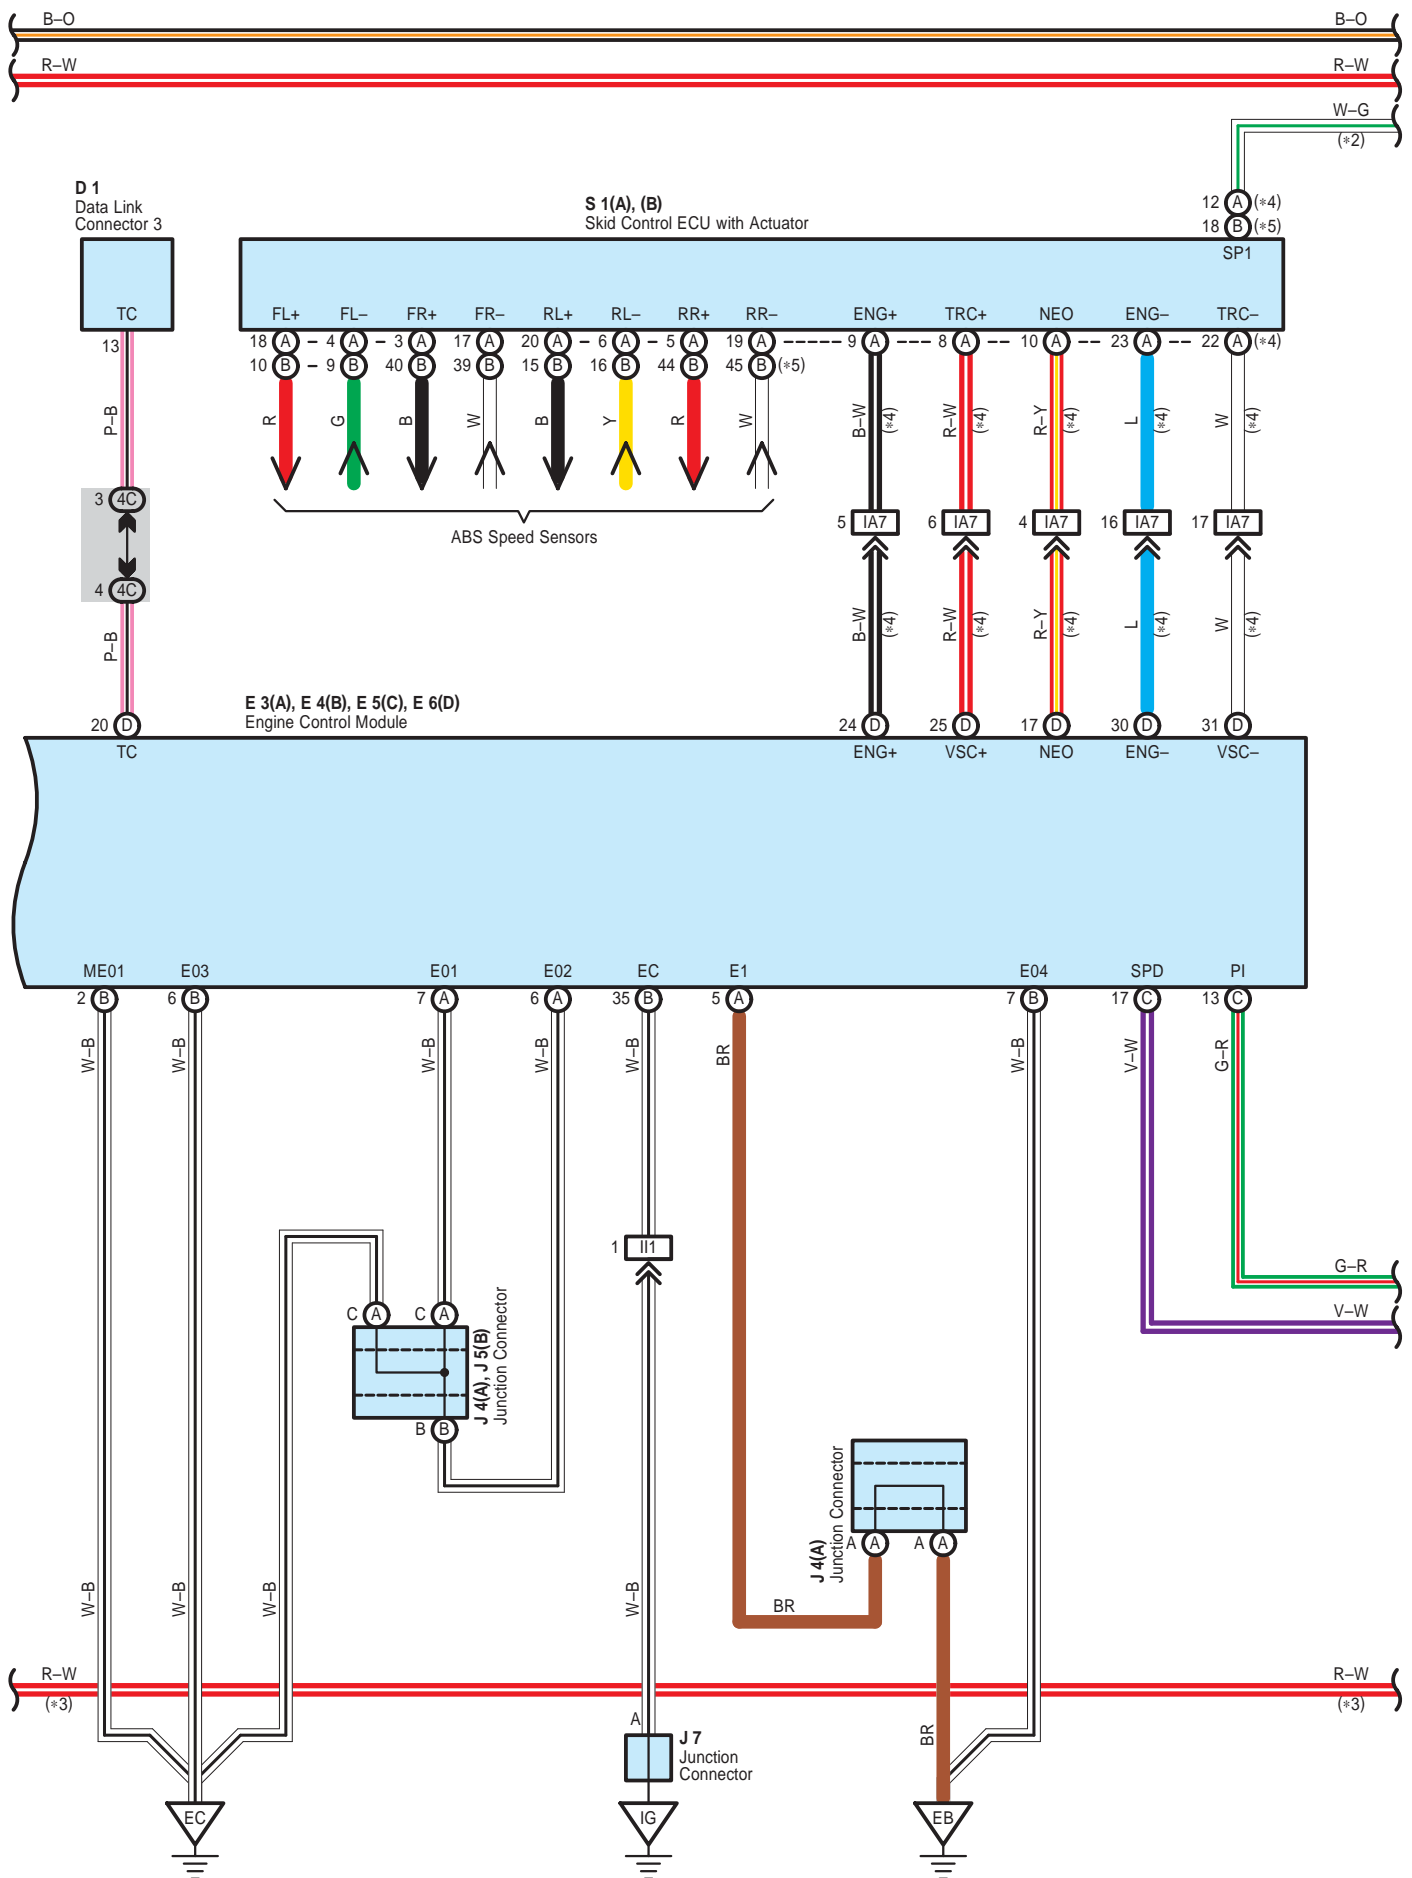 B–O B–O
R–W R–W
W–G
(*2)
D 1
Data Link
Connector 3
S 1(A), (B)
Skid Control ECU with Actuator
12 A (*4)
18 B (*5)
SP1
TC FL+ FL– FR+ FR– RL+ RL– RR+ RR– ENG+ TRC+ NEO ENG– TRC–
13 18 A 4 A 3 A 17 A 20 A 6 A 5 A 19 A 9 A 8 A 10 A 23 A 22 A (*4)
10 B 9 B 40 B 39 B 15 B 16 B 44 B 45 B (*5)
P–B R G B W B Y R W B–W (*4) R–W (*4) R–Y (*4) L (*4) W (*4)
3 4C
5 IA7 6 IA7 4 IA7 16 IA7 17 IA7
ABS Speed Sensors
4 4C
P–B B–W (*4) R–W (*4) R–Y (*4) L (*4) W (*4)
E 3(A), E 4(B), E 5(C), E 6(D)
Engine Control Module
20 D 24 D 25 D 17 D 30 D 31 D
TC ENG+ VSC+ NEO ENG– VSC–
ME01 E03 E01 E02 EC E1 E04 SPD PI
2 B 6 B 7 A 6 A 35 B 5 A 7 B 17 C 13 C
W–B W–B W–B W–B W–B BR W–B V–W G–R
1 II1
G–R
V–W
C A C A
J 4(A), J 5(B)
Junction Connector
B B
J 4(A)
Junction Connector
A A A A
W–B W–B W–B W–B BR
R–W R–W
(*3) (*3)
A BR
J 7
Junction
Connector
EC IG EB